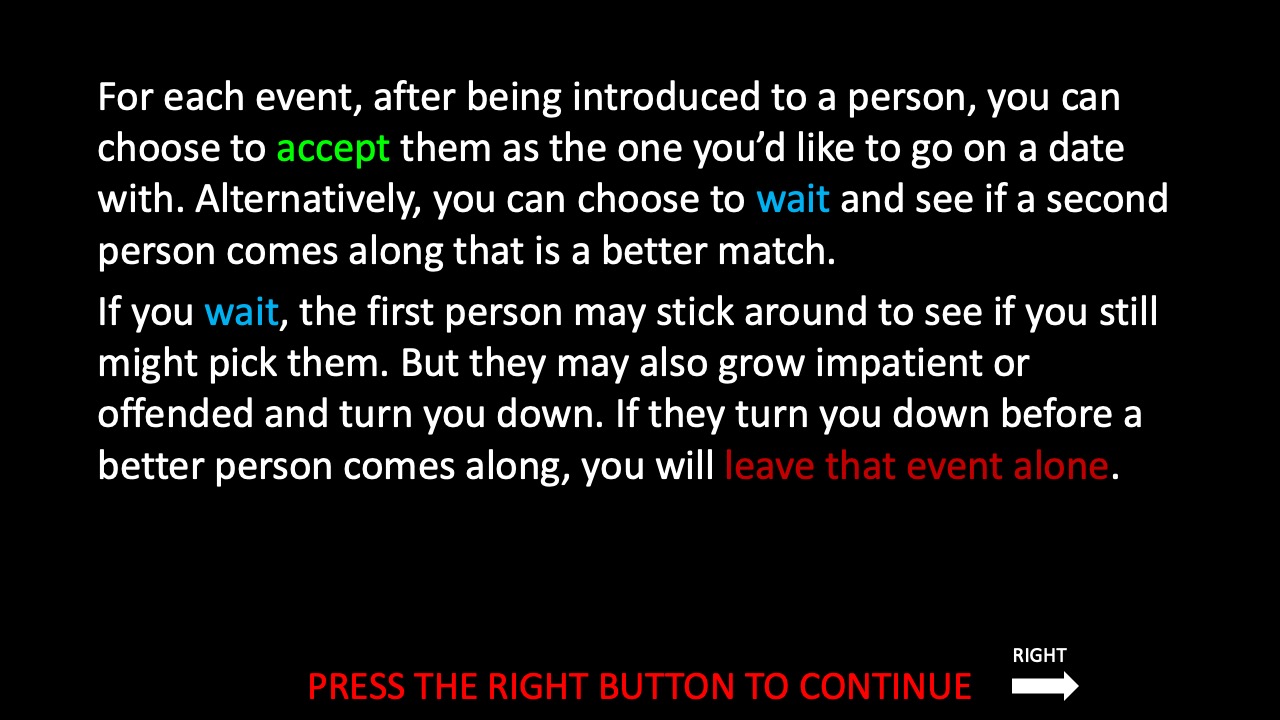 For each event, after being introduced to a person, you can
choose to accept them as the one you’d like to go on a date
with. Alternatively, you can choose to wait and see if a second
person comes along that is a better match.
If you wait, the first person may stick around to see if you still
might pick them. But they may also grow impatient or
offended and turn you down. If they turn you down before a
better person comes along, you will leave that event alone.
RIGHT
PRESS THE RIGHT BUTTON TO CONTINUE